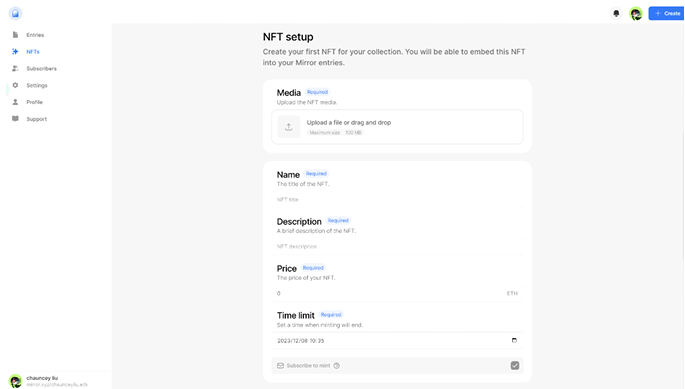 Create
Entries
NFTs
Subscribers
Settings
Profile
Support
NFT setup
Create your first NFT for your collection. You will be able to embed this NFT
into your Mirror entries.
Media Required
Upload the NFT media.
Upload a file or drag and drop
Maximum size 100 MB
Name Required
The title of the NFT.
NFT title
Description Required
A brief description of the NFT.
NFT description
Price Required
The price of your NFT.
0 ETH
Time limit Required
Set a time when minting will end.
2023/12/08 10:35
Subscribe to mint
chauncey liu
mirror.xyz/chaunceyliu.eth